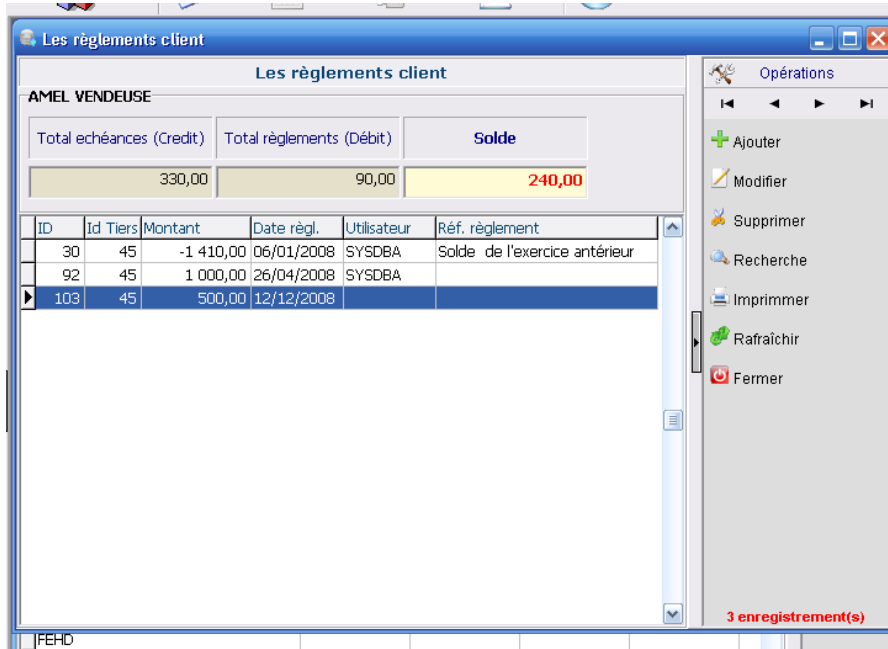 Les règlements client
Les règlements client
Opérations
AMEL VENDEUSE
Total echéances (Credit) Total règlements (Débit) Solde
330,00 90,00 240,00
ID Id Tiers Montant Date règl. Utilisateur Réf. règlement
30 45 -1 410,00 06/01/2008 SYSDBA Solde de l'exercice antérieur
92 45 1 000,00 26/04/2008 SYSDBA
103 45 500,00 12/12/2008
Ajouter
Modifier
Supprimer
Recherche
Imprimmer
Rafraîchir
Fermer
3 enregistrement(s)
FEHD